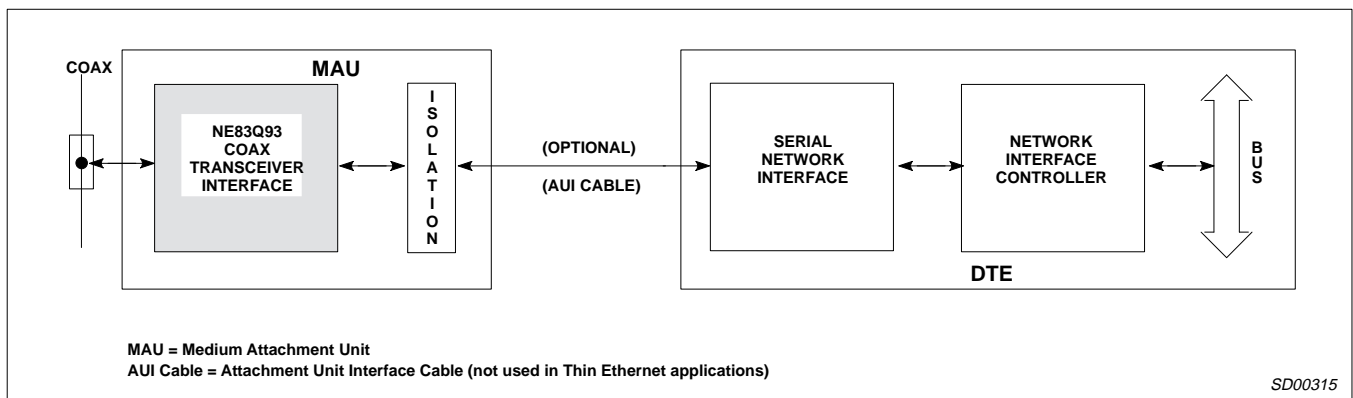 COAX
MAU
NE83Q93
COAX
TRANSCEIVER
INTERFACE
ISOLATION
(OPTIONAL)
(AUI CABLE)
SERIAL
NETWORK
INTERFACE
NETWORK
INTERFACE
CONTROLLER
BUS
DTE
MAU = Medium Attachment Unit
AUI Cable = Attachment Unit Interface Cable (not used in Thin Ethernet applications)
SD00315